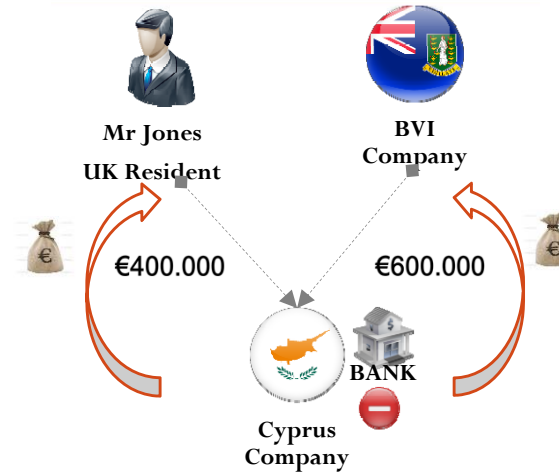 Mr Jones
UK Resident
BVI
Company
€
€400.000
€600.000
€
BANK
Cyprus
Company